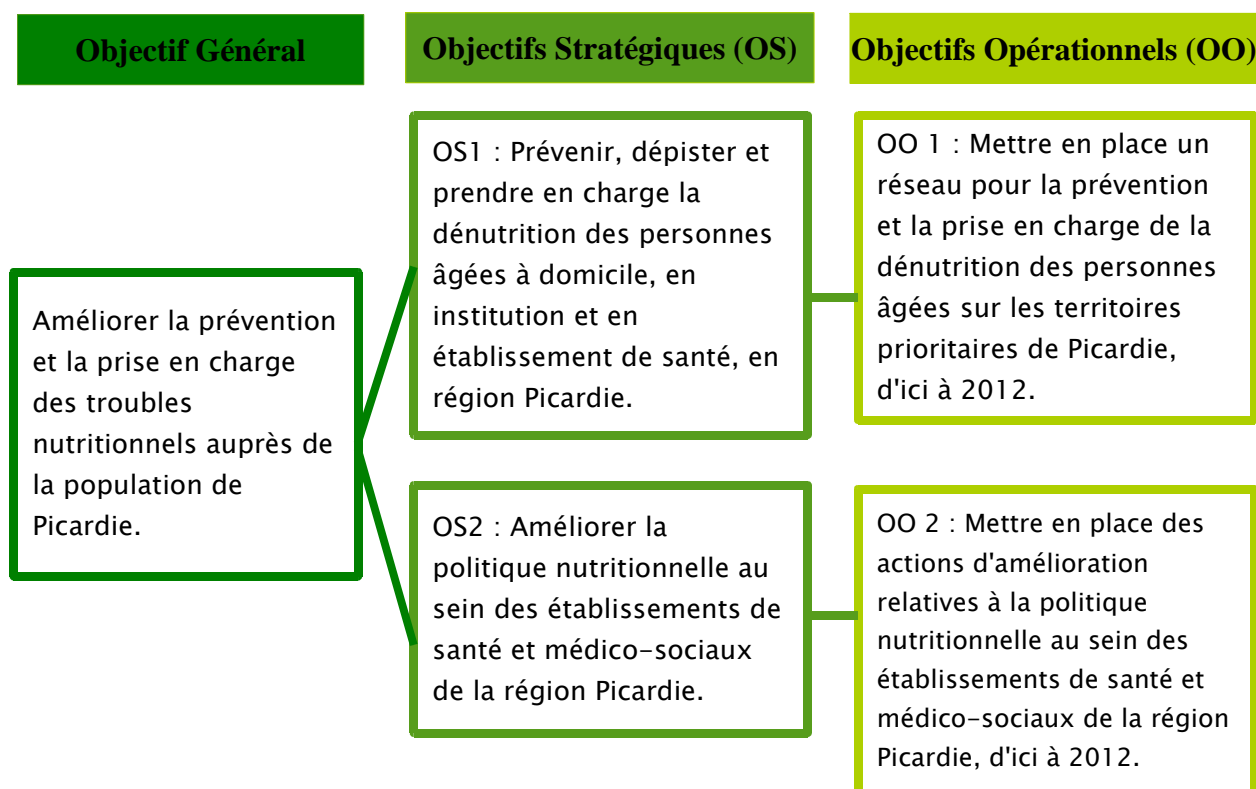 Objectif Général
Objectifs Stratégiques (OS)
Objectifs Opérationnels (OO)
Améliorer la prévention
et la prise en charge
des troubles
nutritionnels auprès de
la population de
Picardie.
OS1 : Prévenir, dépister et
prendre en charge la
dénutrition des personnes
âgées à domicile, en
institution et en
établissement de santé, en
région Picardie.
OO 1 : Mettre en place un
réseau pour la prévention
et la prise en charge de la
dénutrition des personnes
âgées sur les territoires
prioritaires de Picardie,
d'ici à 2012.
OS2 : Améliorer la
politique nutritionnelle au
sein des établissements de
santé et médico-sociaux
de la région Picardie.
OO 2 : Mettre en place des
actions d'amélioration
relatives à la politique
nutritionnelle au sein des
établissements de santé et
médico-sociaux de la région
Picardie, d'ici à 2012.